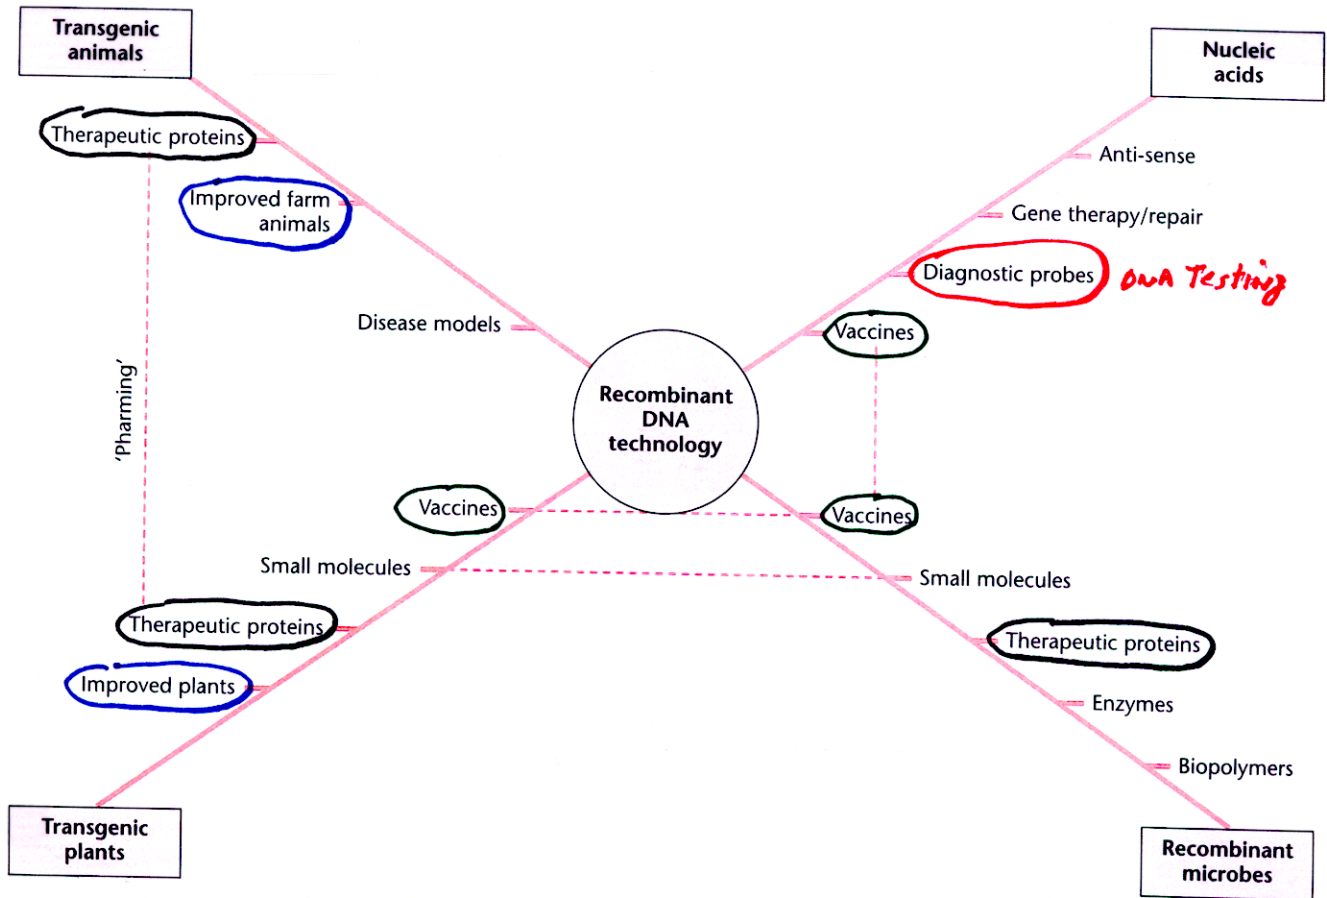 Transgenic
animals
Nucleic
acids
Therapeutic proteins
Improved farm
animals
Disease models
Anti-sense
Gene therapy/repair
Diagnostic probes
DNA Testing
Vaccines
'Pharming'
Recombinant
DNA
technology
Vaccines
Vaccines
Small molecules
Small molecules
Therapeutic proteins
Therapeutic proteins
Improved plants
Enzymes
Biopolymers
Transgenic
plants
Recombinant
microbes